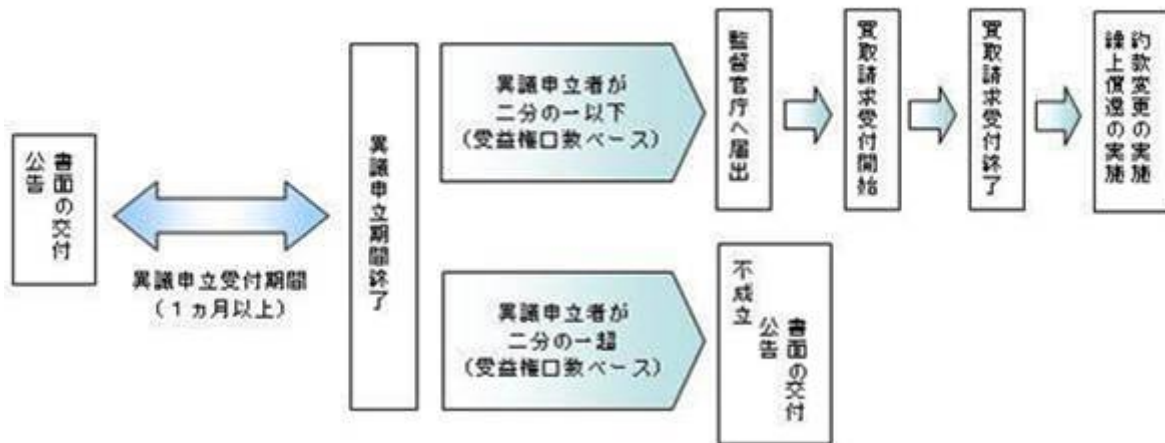 書面の交付
公告
異議申立受付期間
(1ヵ月以上)
異議申立期間終了
異議申立者が
二分の一以下
(受益権口数ベース)
監督官庁へ届出
買取請求受付開始
買取請求受付終了
約款変更の実施
繰上償還の実施
異議申立者が
二分の一超
(受益権口数ベース)
不成立
書面の交付
公告